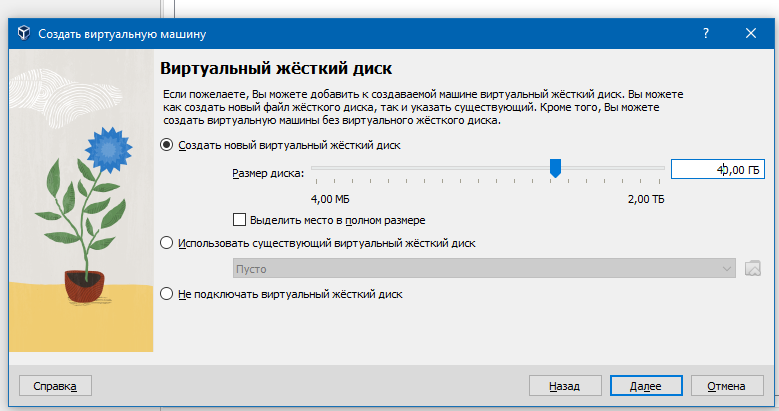 Создать виртуальную машину
Виртуальный жёсткий диск
Если пожелаете, Вы можете добавить к создаваемой машине виртуальный жёсткий диск. Вы можете
как создать новый файл жёсткого диска, так и указать существующий. Кроме того, Вы можете
создать виртуальную машины без виртуального жёсткого диска.
Создать новый виртуальный жёсткий диск
Размер диска:
40,00 ГБ
4,00 МБ
2,00 ТБ
Выделить место в полном размере
Использовать существующий виртуальный жёсткий диск
Пусто
Не подключать виртуальный жёсткий диск
Справка
Назад
Далее
Отмена